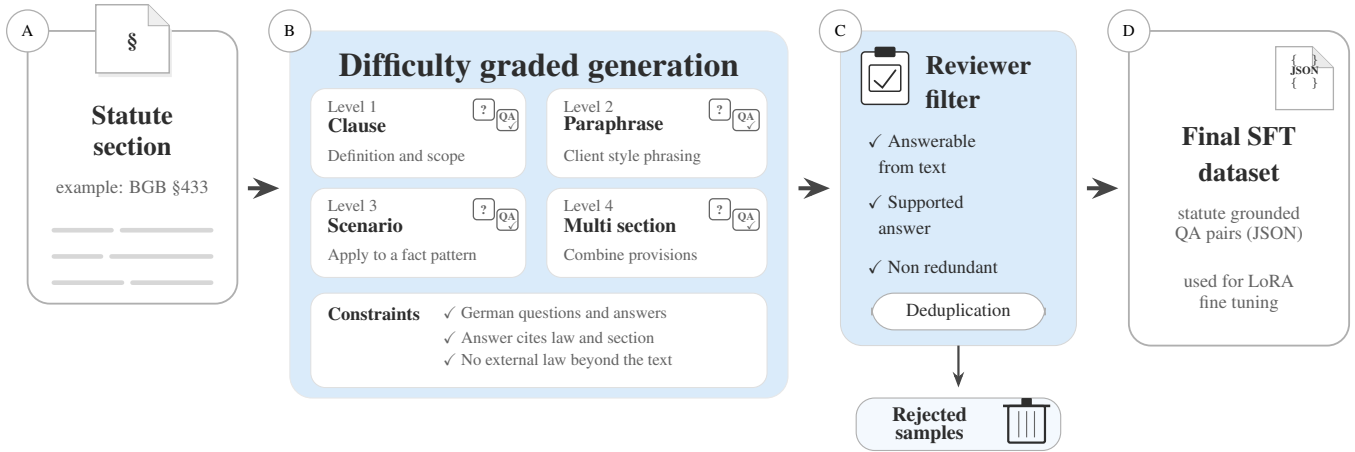 A
§
Statute
section
example: BGB §433
B
Difficulty graded generation
Level 1
Clause
? QA
Definition and scope
Level 2
Paraphrase
? QA
Client style phrasing
Level 3
Scenario
? QA
Apply to a fact pattern
Level 4
Multi section
? QA
Combine provisions
Constraints
✓ German questions and answers
✓ Answer cites law and section
✓ No external law beyond the text
C
Reviewer
filter
✓ Answerable
from text
✓ Supported
answer
✓ Non redundant
Deduplication
Rejected
samples
D
{ }
JSON
{ }
Final SFT
dataset
statute grounded
QA pairs (JSON)
used for LoRA
fine tuning